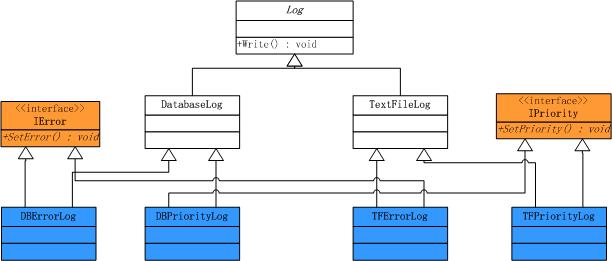 Log
+Write() : void
DatabaseLog
TextFileLog
<<interface>>
IError
+SetError() : void
<<interface>>
IPriority
+SetPriority() : void
DBErrorLog
DBPriorityLog
TFErrorLog
TFPriorityLog